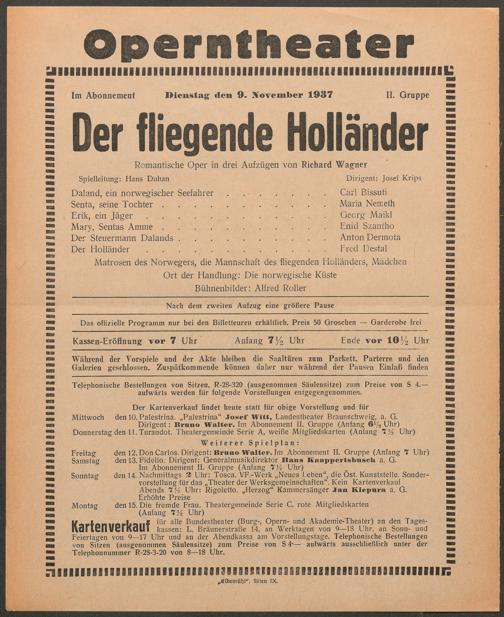 Operntheater
Im Abonnement Dienstag den 9. November 1937 II. Gruppe
Der fliegende Holländer
Romantische Oper in drei Aufzügen von Richard Wagner
Spielleitung: Hans Duhan Dirigent: Josef Krips
Daland, ein norwegischer Seefahrer . . . . . . . Carl Bissuti
Senta, seine Tochter . . . . . . . . . . . Maria Nemeth
Erik, ein Jäger . . . . . . . . . . . . Georg Maikl
Mary, Sentas Amme . . . . . . . . . . . Enid Szantho
Der Steuermann Dalands . . . . . . . . . . Anton Dermota
Der Holländer . . . . . . . . . . . . Fred Destal
Matrosen des Norwegers, die Mannschaft des fliegenden Holländers, Mädchen
Ort der Handlung: Die norwegische Küste
Bühnenbilder: Alfred Roller
Nach dem zweiten Aufzug eine größere Pause
Das offizielle Programm nur bei den Billetteuren erhältlich. Preis 50 Groschen — Garderobe frei
Kassen-Eröffnung vor 7 Uhr Anfang 7½ Uhr Ende vor 10½ Uhr
Während der Vorspiele und der Akte bleiben die Saaltüren zum Parkett, Parterre und den
Galerien geschlossen. Zuspätkommende können daher nur während der Pausen Einlaß finden
Telephonische Bestellungen von Sitzen, R-28-320 (ausgenommen Säulensitze) zum Preise von S 4.—
aufwärts werden für folgende Vorstellungen entgegengenommen.
Der Kartenverkauf findet heute statt für obige Vorstellung und für
Mittwoch den 10. Palestrina. „Palestrina" Josef Witt, Landestheater Braunschweig, a. G.
Dirigent: Bruno Walter. Im Abonnement II. Gruppe (Anfang 6½ Uhr)
Donnerstag den 11. Turandot. Theatergemeinde Serie A, weiße Mitgliedskarten (Anfang 7½ Uhr)
Weiterer Spielplan:
Freitag den 12. Don Carlos. Dirigent: Bruno Walter. Im Abonnement II. Gruppe (Anfang 7 Uhr)
Samstag den 13. Fidelio. Dirigent: Generalmusikdirektor Hans Knappertsbusch a. G.
Im Abonnement II. Gruppe (Anfang 7½ Uhr)
Sonntag den 14. Nachmittags 2 Uhr: Tosca. VF.-Werk „Neues Leben", die Öst. Kunststelle. Sonder-
vorstellung für das „Theater der Werksgemeinschaften". Kein Kartenverkauf
Abends 7½ Uhr: Rigoletto. „Herzog" Kammersänger Jan Kiepura a. G.
Erhöhte Preise
Montag den 15. Die fremde Frau. Theatergemeinde Serie C, rote Mitgliedskarten
(Anfang 7½ Uhr)
Kartenverkauf für alle Bundestheater (Burg-, Opern- und Akademie-Theater) an den Tages-
kassen: I., Bräunerstraße 14, an Werktagen von 9—18 Uhr, an Sonn- und
Feiertagen von 9—17 Uhr und an der Abendkassa am Vorstellungstage. Telephonische Bestellungen
von Sitzen (ausgenommen Säulensitze) zum Preise von S 4·— aufwärts ausschließlich unter der
Telephonnummer R-28-3-20 von 8—18 Uhr.
„Elbemühl", Wien IX.